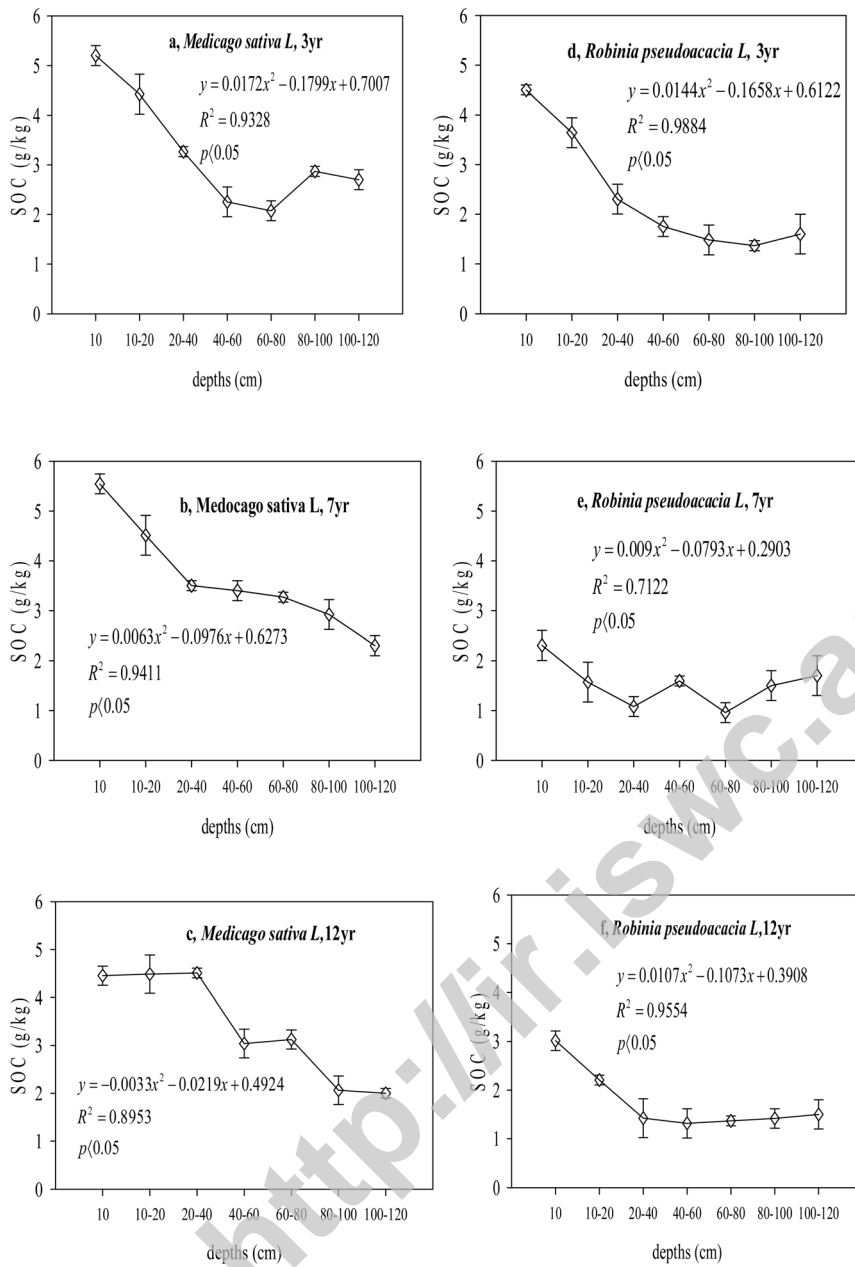 a, Medicago sativa L, 3yr
y = 0.0172x² − 0.1799x + 0.7007
R² = 0.9328
p⟨0.05
SOC (g/kg)
6
5
4
3
2
1
0
10 10-20 20-40 40-60 60-80 80-100 100-120
depths (cm)
d, Robinia pseudoacacia L, 3yr
y = 0.0144x² − 0.1658x + 0.6122
R² = 0.9884
p⟨0.05
SOC (g/kg)
6
5
4
3
2
1
0
10 10-20 20-40 40-60 60-80 80-100 100-120
depths (cm)
b, Medocago sativa L, 7yr
y = 0.0063x² − 0.0976x + 0.6273
R² = 0.9411
p⟨0.05
SOC (g/kg)
6
5
4
3
2
1
0
10 10-20 20-40 40-60 60-80 80-100 100-120
depths (cm)
e, Robinia pseudoacacia L, 7yr
y = 0.009x² − 0.0793x + 0.2903
R² = 0.7122
p⟨0.05
SOC (g/kg)
6
5
4
3
2
1
0
10 10-20 20-40 40-60 60-80 80-100 100-120
depths (cm)
c, Medicago sativa L,12yr
y = −0.0033x² − 0.0219x + 0.4924
R² = 0.8953
p⟨0.05
SOC (g/kg)
6
5
4
3
2
1
0
10 10-20 20-40 40-60 60-80 80-100 100-120
depths (cm)
f, Robinia pseudoacacia L,12yr
y = 0.0107x² − 0.1073x + 0.3908
R² = 0.9554
p⟨0.05
SOC (g/kg)
6
5
4
3
2
1
0
10 10-20 20-40 40-60 60-80 80-100 100-120
depths (cm)
http://ir.iswc.a